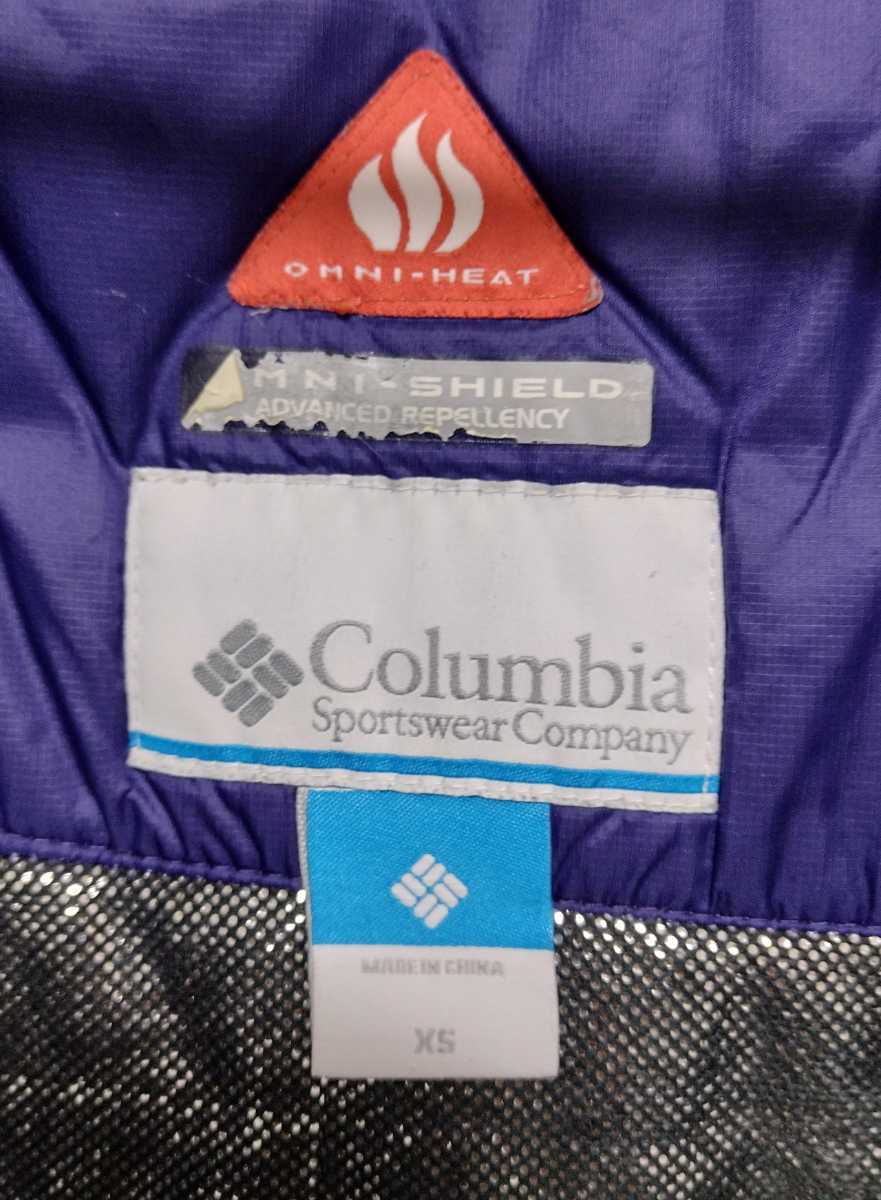 OMNI-HEAT
MNI-SHIELD
ADVANCED REPELLENCY
Columbia
Sportswear Company
MADE IN CHINA
XS